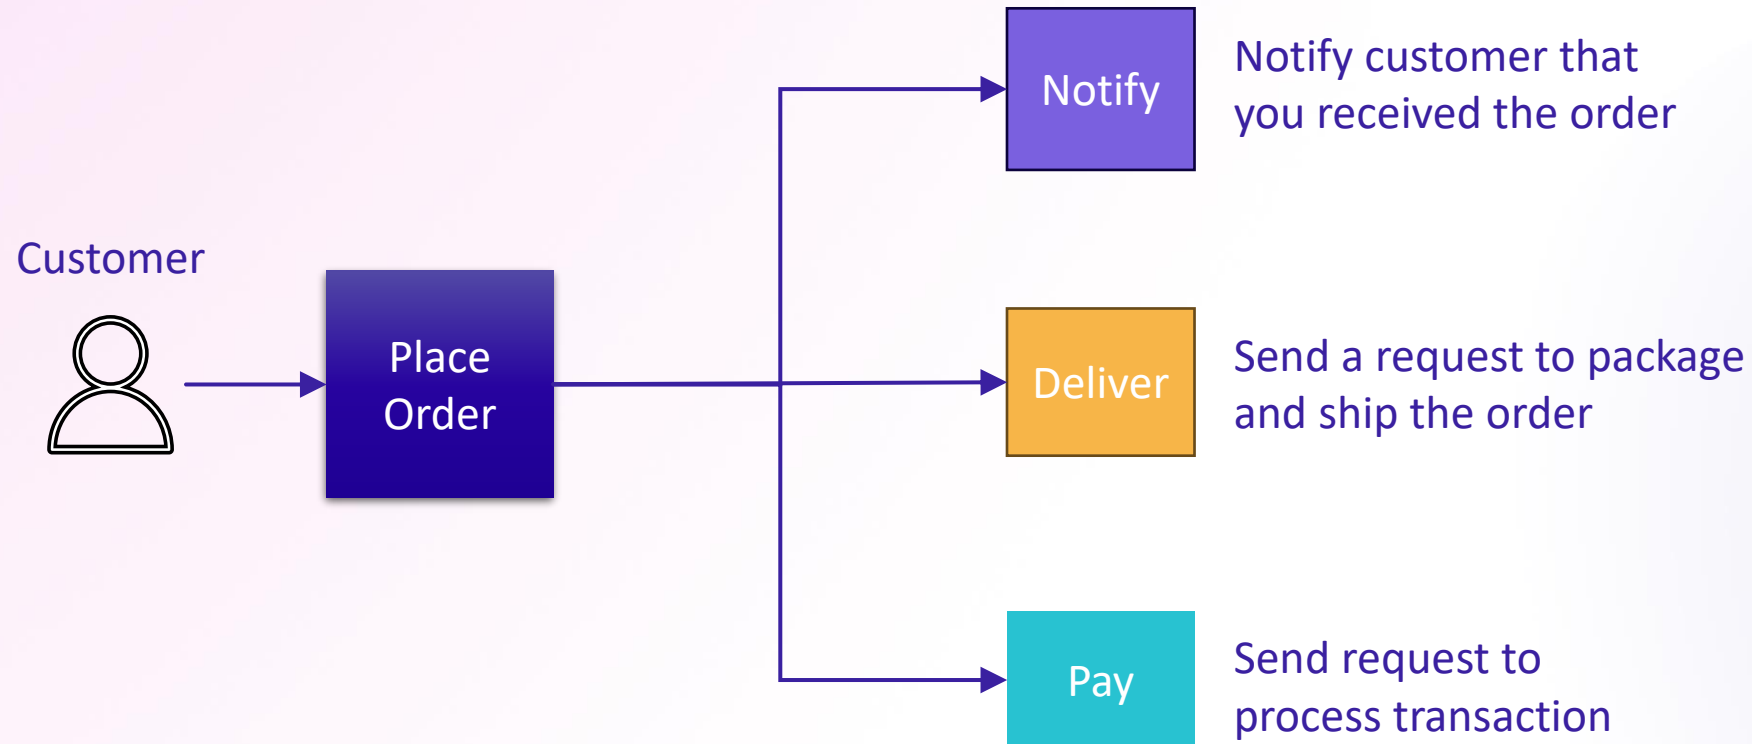 Customer
Place
Order
Notify
Notify customer that
you received the order
Deliver
Send a request to package
and ship the order
Pay
Send request to
process transaction